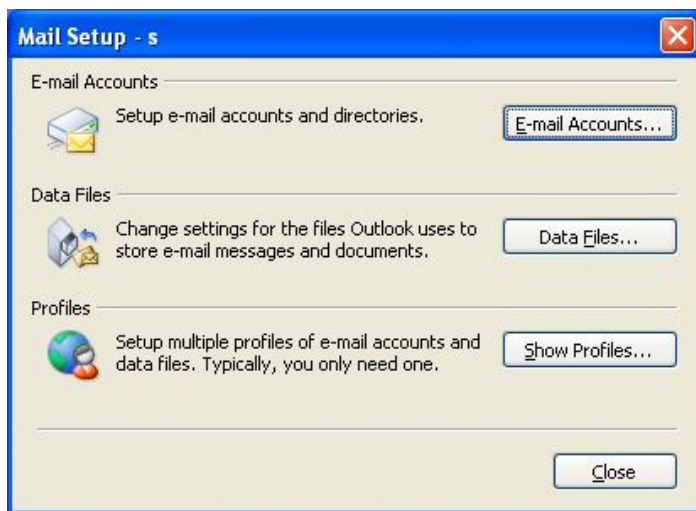 Mail Setup - s
E-mail Accounts
Setup e-mail accounts and directories.
E-mail Accounts...
Data Files
Change settings for the files Outlook uses to
store e-mail messages and documents.
Data Files...
Profiles
Setup multiple profiles of e-mail accounts and
data files. Typically, you only need one.
Show Profiles...
Close